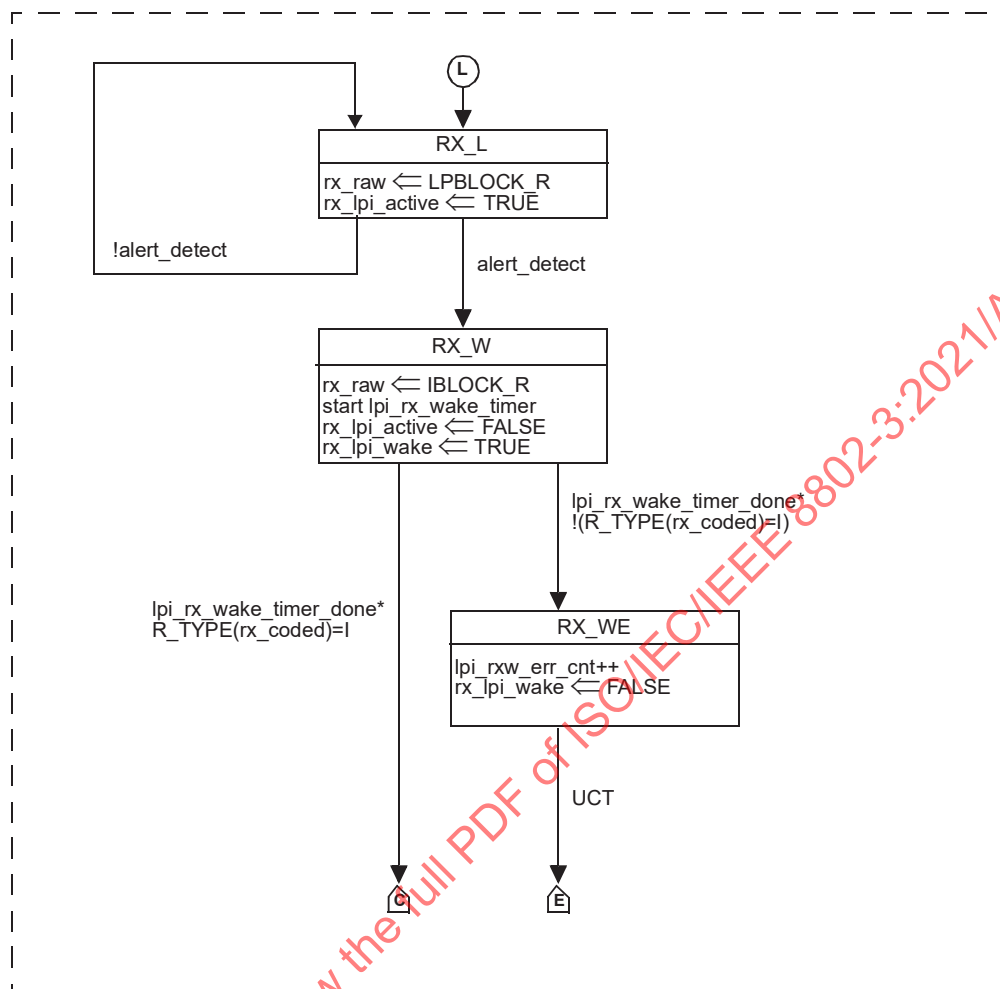 L
RX_L
rx_raw ⇐ LPBLOCK_R
rx_lpi_active ⇐ TRUE
!alert_detect
alert_detect
RX_W
rx_raw ⇐ IBLOCK_R
start lpi_rx_wake_timer
rx_lpi_active ⇐ FALSE
rx_lpi_wake ⇐ TRUE
lpi_rx_wake_timer_done*
!(R_TYPE(rx_coded)=I)
lpi_rx_wake_timer_done*
R_TYPE(rx_coded)=I
RX_WE
lpi_rxw_err_cnt++
rx_lpi_wake ⇐ FALSE
UCT
C
E
the full PDF of ISO/IEC/IEEE 8802-3:2021/